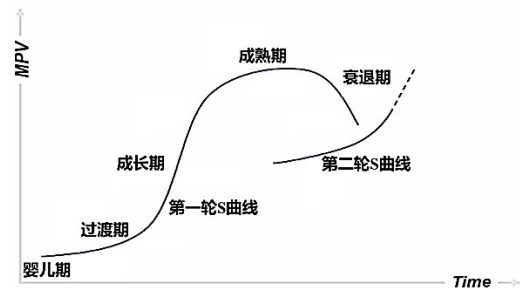 MPV
成熟期
衰退期
成长期
第二轮S曲线
第一轮S曲线
过渡期
婴儿期
Time